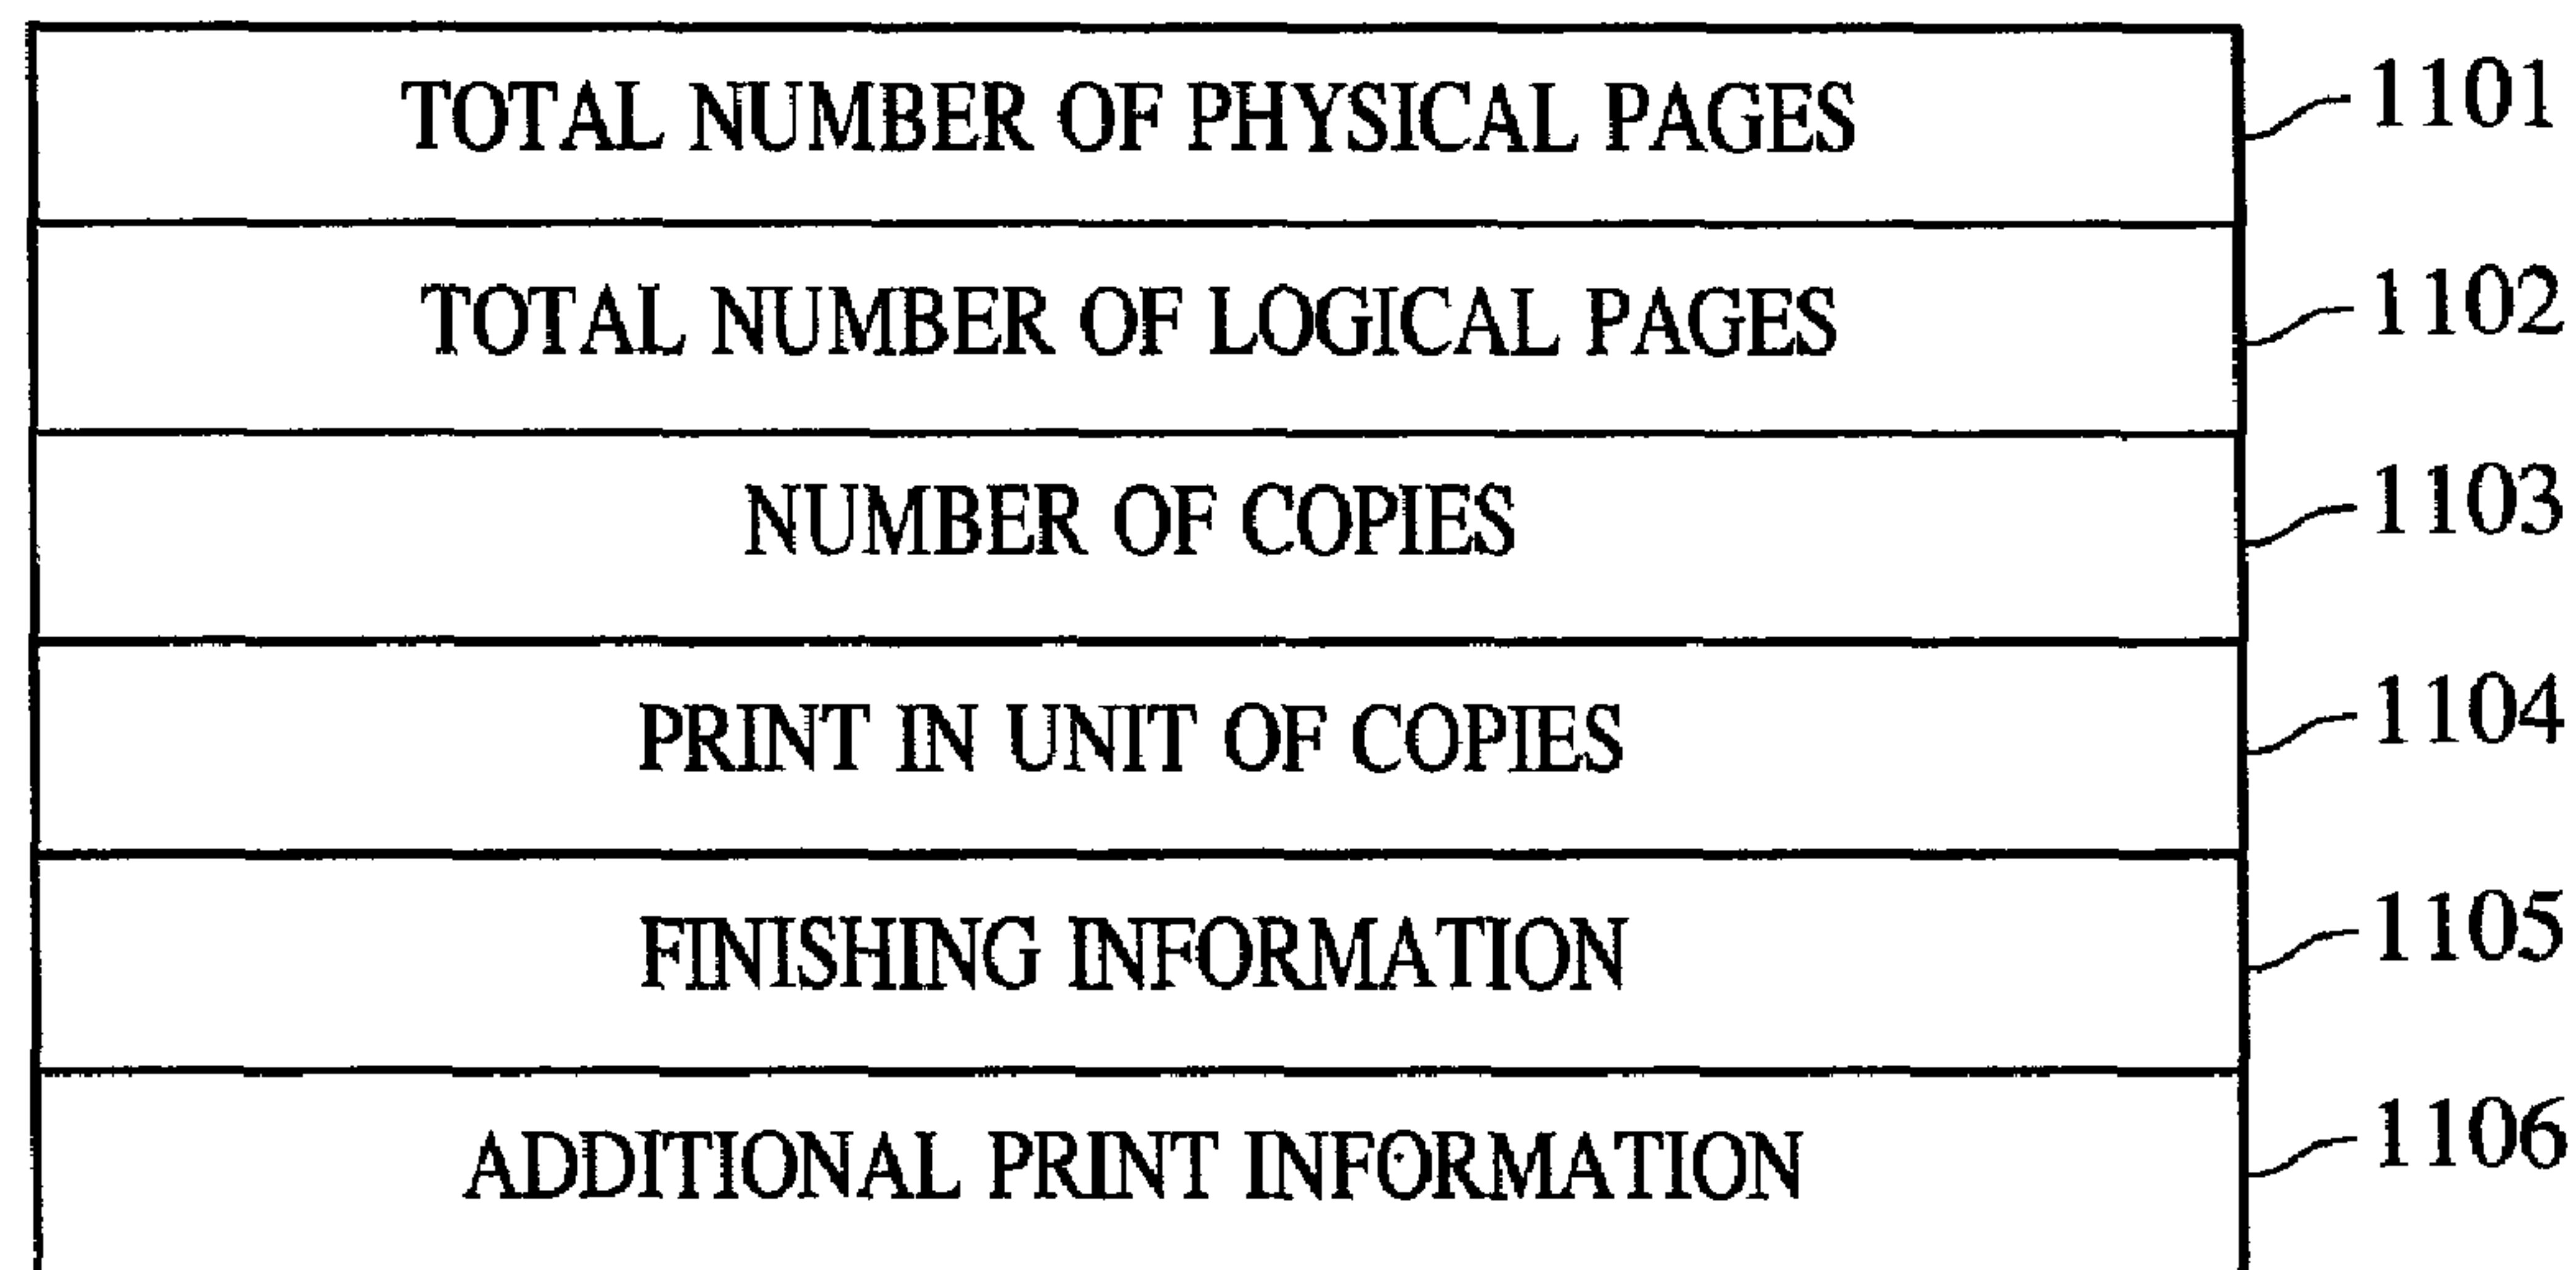 TOTAL NUMBER OF PHYSICAL PAGES 1101
TOTAL NUMBER OF LOGICAL PAGES 1102
NUMBER OF COPIES 1103
PRINT IN UNIT OF COPIES 1104
FINISHING INFORMATION 1105
ADDITIONAL PRINT INFORMATION 1106